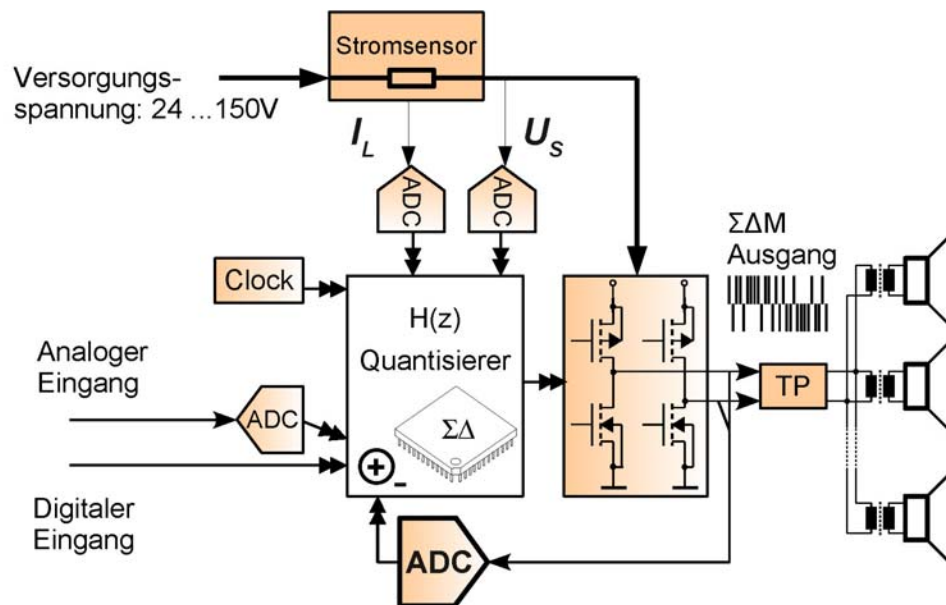 Stromsensor
Versorgungs-
spannung: 24 ...150V
I_L
U_S
ADC
ADC
ΣΔM
Ausgang
Clock
H(z)
Quantisierer
ΣΔ
Analoger
Eingang
ADC
TP
+
-
Digitaler
Eingang
ADC